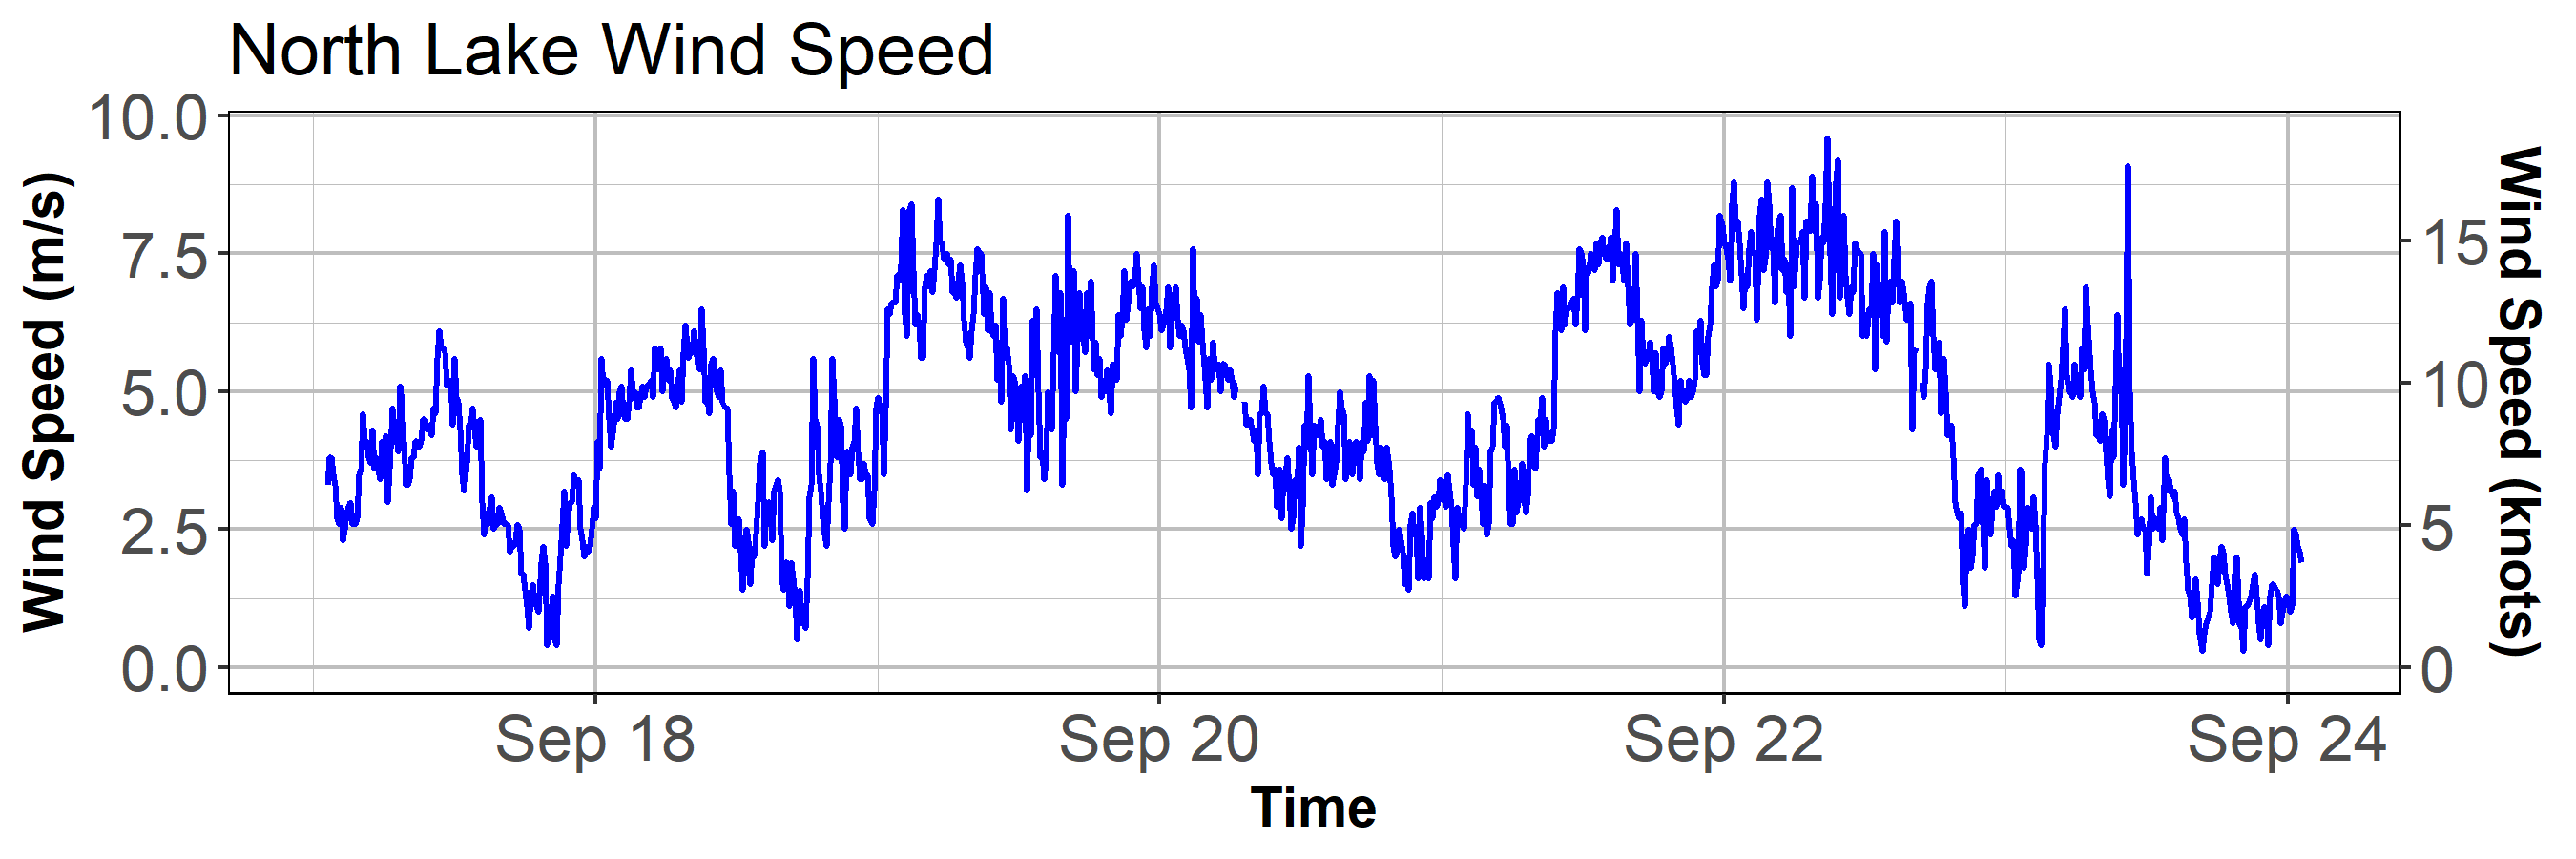 North Lake Wind Speed
10.0
7.5
5.0
2.5
0.0
Wind Speed (m/s)
15
10
5
0
Wind Speed (knots)
Sep 18
Sep 20
Sep 22
Sep 24
Time